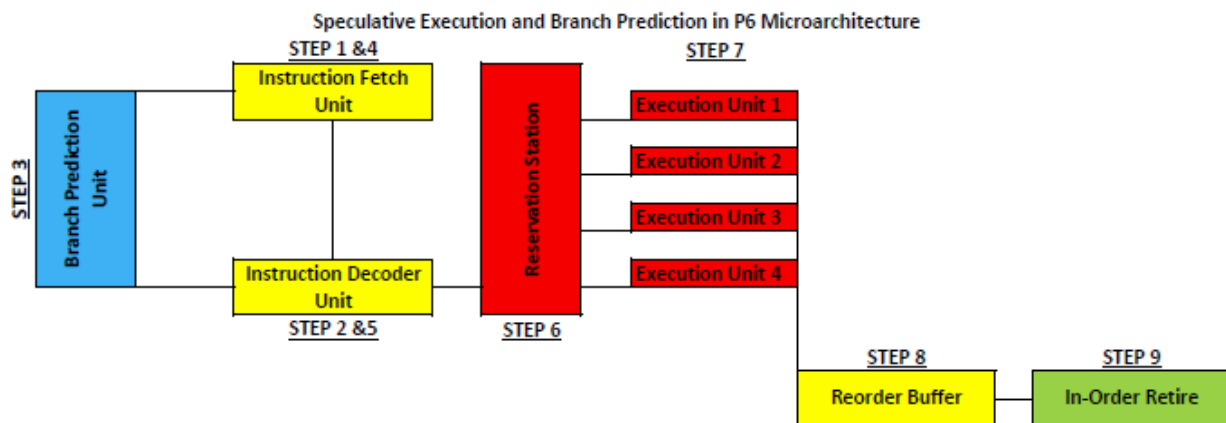 Speculative Execution and Branch Prediction in P6 Microarchitecture
STEP 1 &4
STEP 7
Instruction Fetch
Unit
Execution Unit 1
STEP 3
Branch Prediction
Unit
Reservation Station
Execution Unit 2
Execution Unit 3
Instruction Decoder
Unit
Execution Unit 4
STEP 2 &5
STEP 6
STEP 8
STEP 9
Reorder Buffer
In-Order Retire